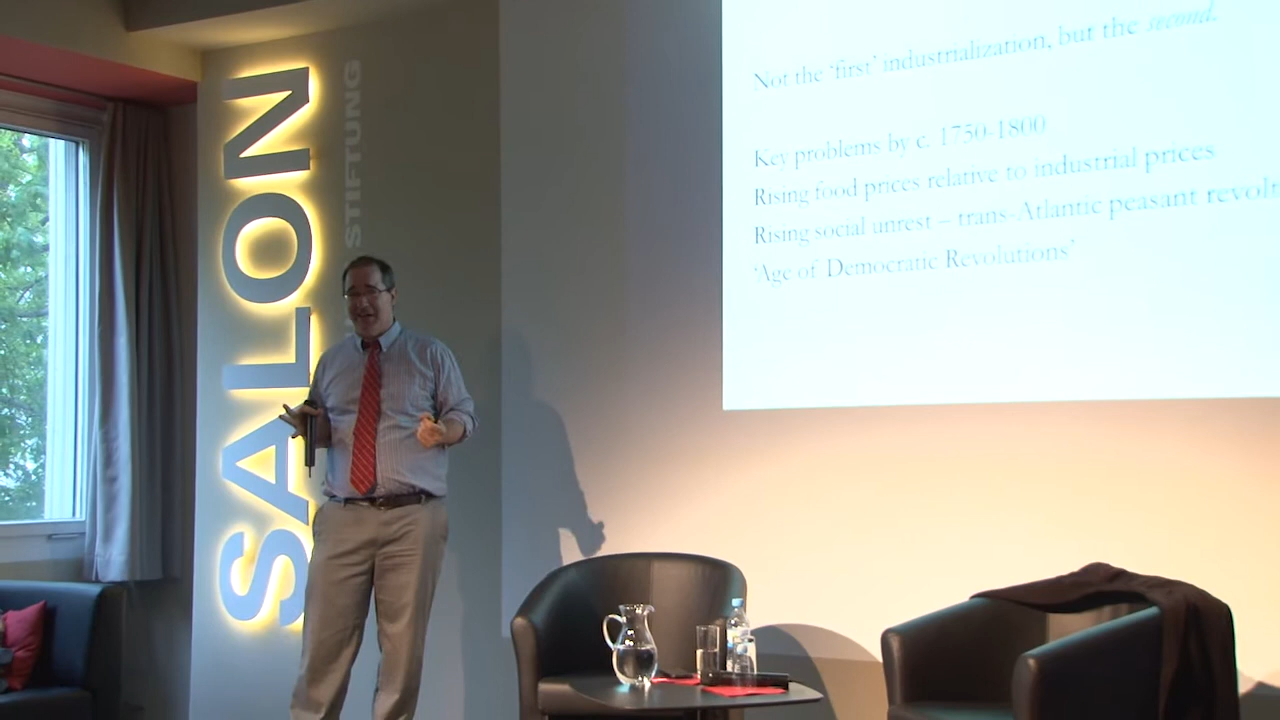 SALON
STIFTUNG
Not the ‘first’ industrialization, but the second.
Key problems by c. 1750-1800
Rising food prices relative to industrial prices
Rising social unrest – trans-Atlantic peasant revolt
‘Age of Democratic Revolutions’